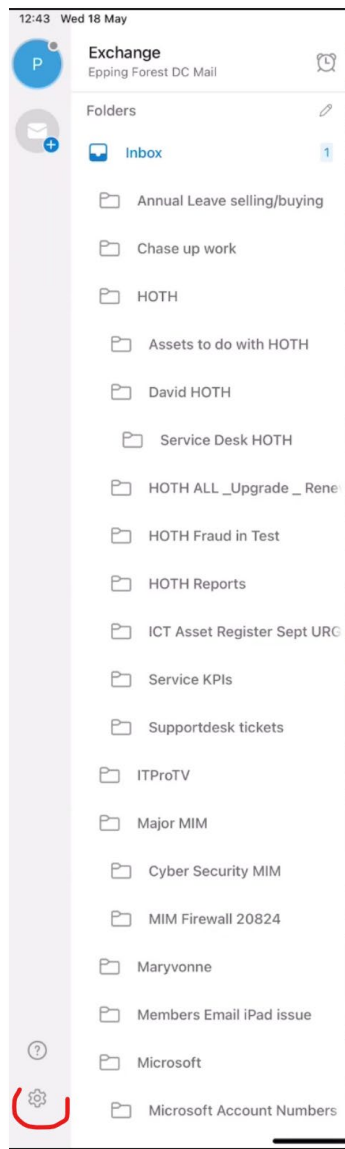 12:43 Wed 18 May
P
Exchange
Epping Forest DC Mail
Folders
Inbox 1
Annual Leave selling/buying
Chase up work
HOTH
Assets to do with HOTH
David HOTH
Service Desk HOTH
HOTH ALL _Upgrade _ Rene
HOTH Fraud in Test
HOTH Reports
ICT Asset Register Sept URG
Service KPIs
Supportdesk tickets
ITProTV
Major MIM
Cyber Security MIM
MIM Firewall 20824
Maryvonne
Members Email iPad issue
Microsoft
Microsoft Account Numbers